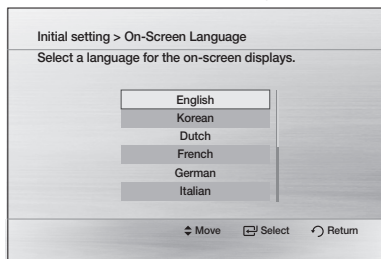 Initial setting > On-Screen Language
Select a language for the on-screen displays.
English
Korean
Dutch
French
German
Italian
Move Select Return